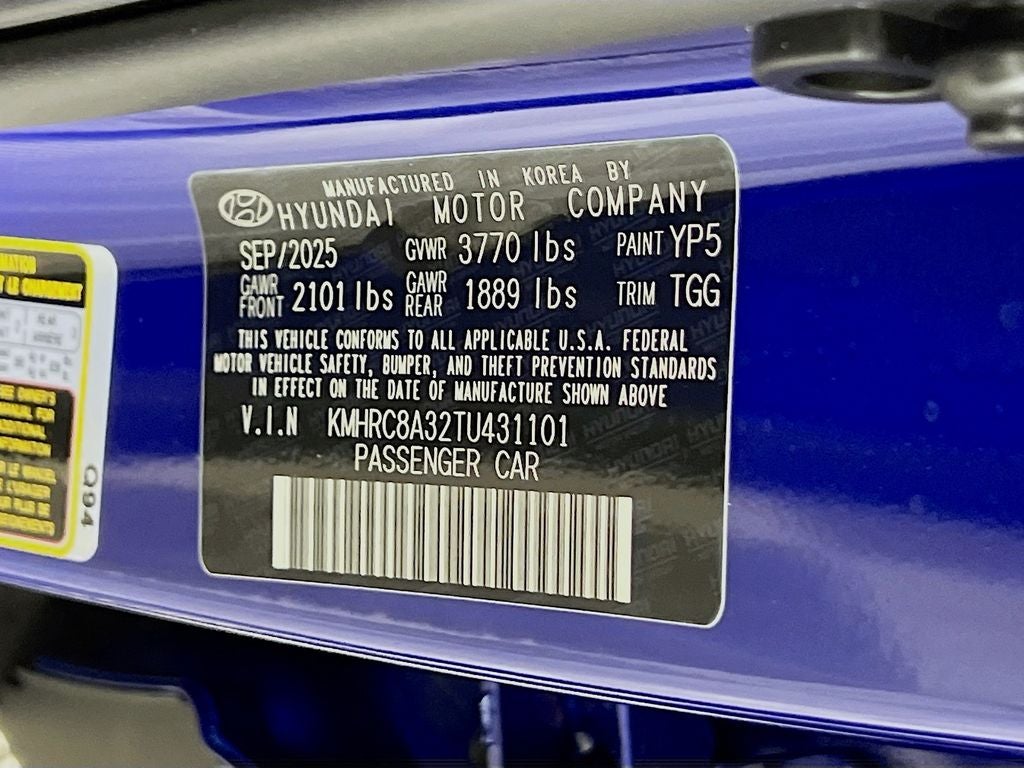 MANUFACTURED IN KOREA BY
HYUNDAI MOTOR COMPANY
SEP/2025 GVWR 3770 lbs PAINT YP5
GAWR FRONT 2101 lbs GAWR REAR 1889 lbs TRIM TGG
THIS VEHICLE CONFORMS TO ALL APPLICABLE U.S.A. FEDERAL
MOTOR VEHICLE SAFETY, BUMPER, AND THEFT PREVENTION STANDARDS
IN EFFECT ON THE DATE OF MANUFACTURE SHOWN ABOVE
V.I.N KMHRC8A32TU431101
PASSENGER CAR
Q94